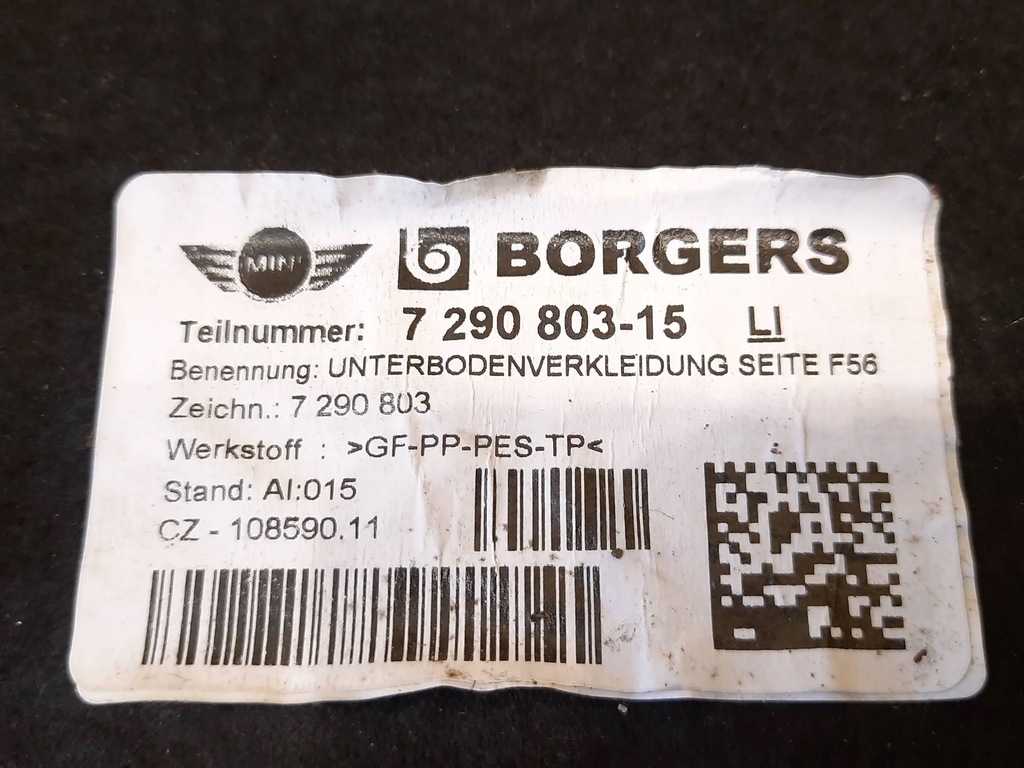 MINI BORGERS
Teilnummer: 7 290 803-15 LI
Benennung: UNTERBODENVERKLEIDUNG SEITE F56
Zeichn.: 7 290 803
Werkstoff : >GF-PP-PES-TP<
Stand: AI:015
CZ - 108590.11